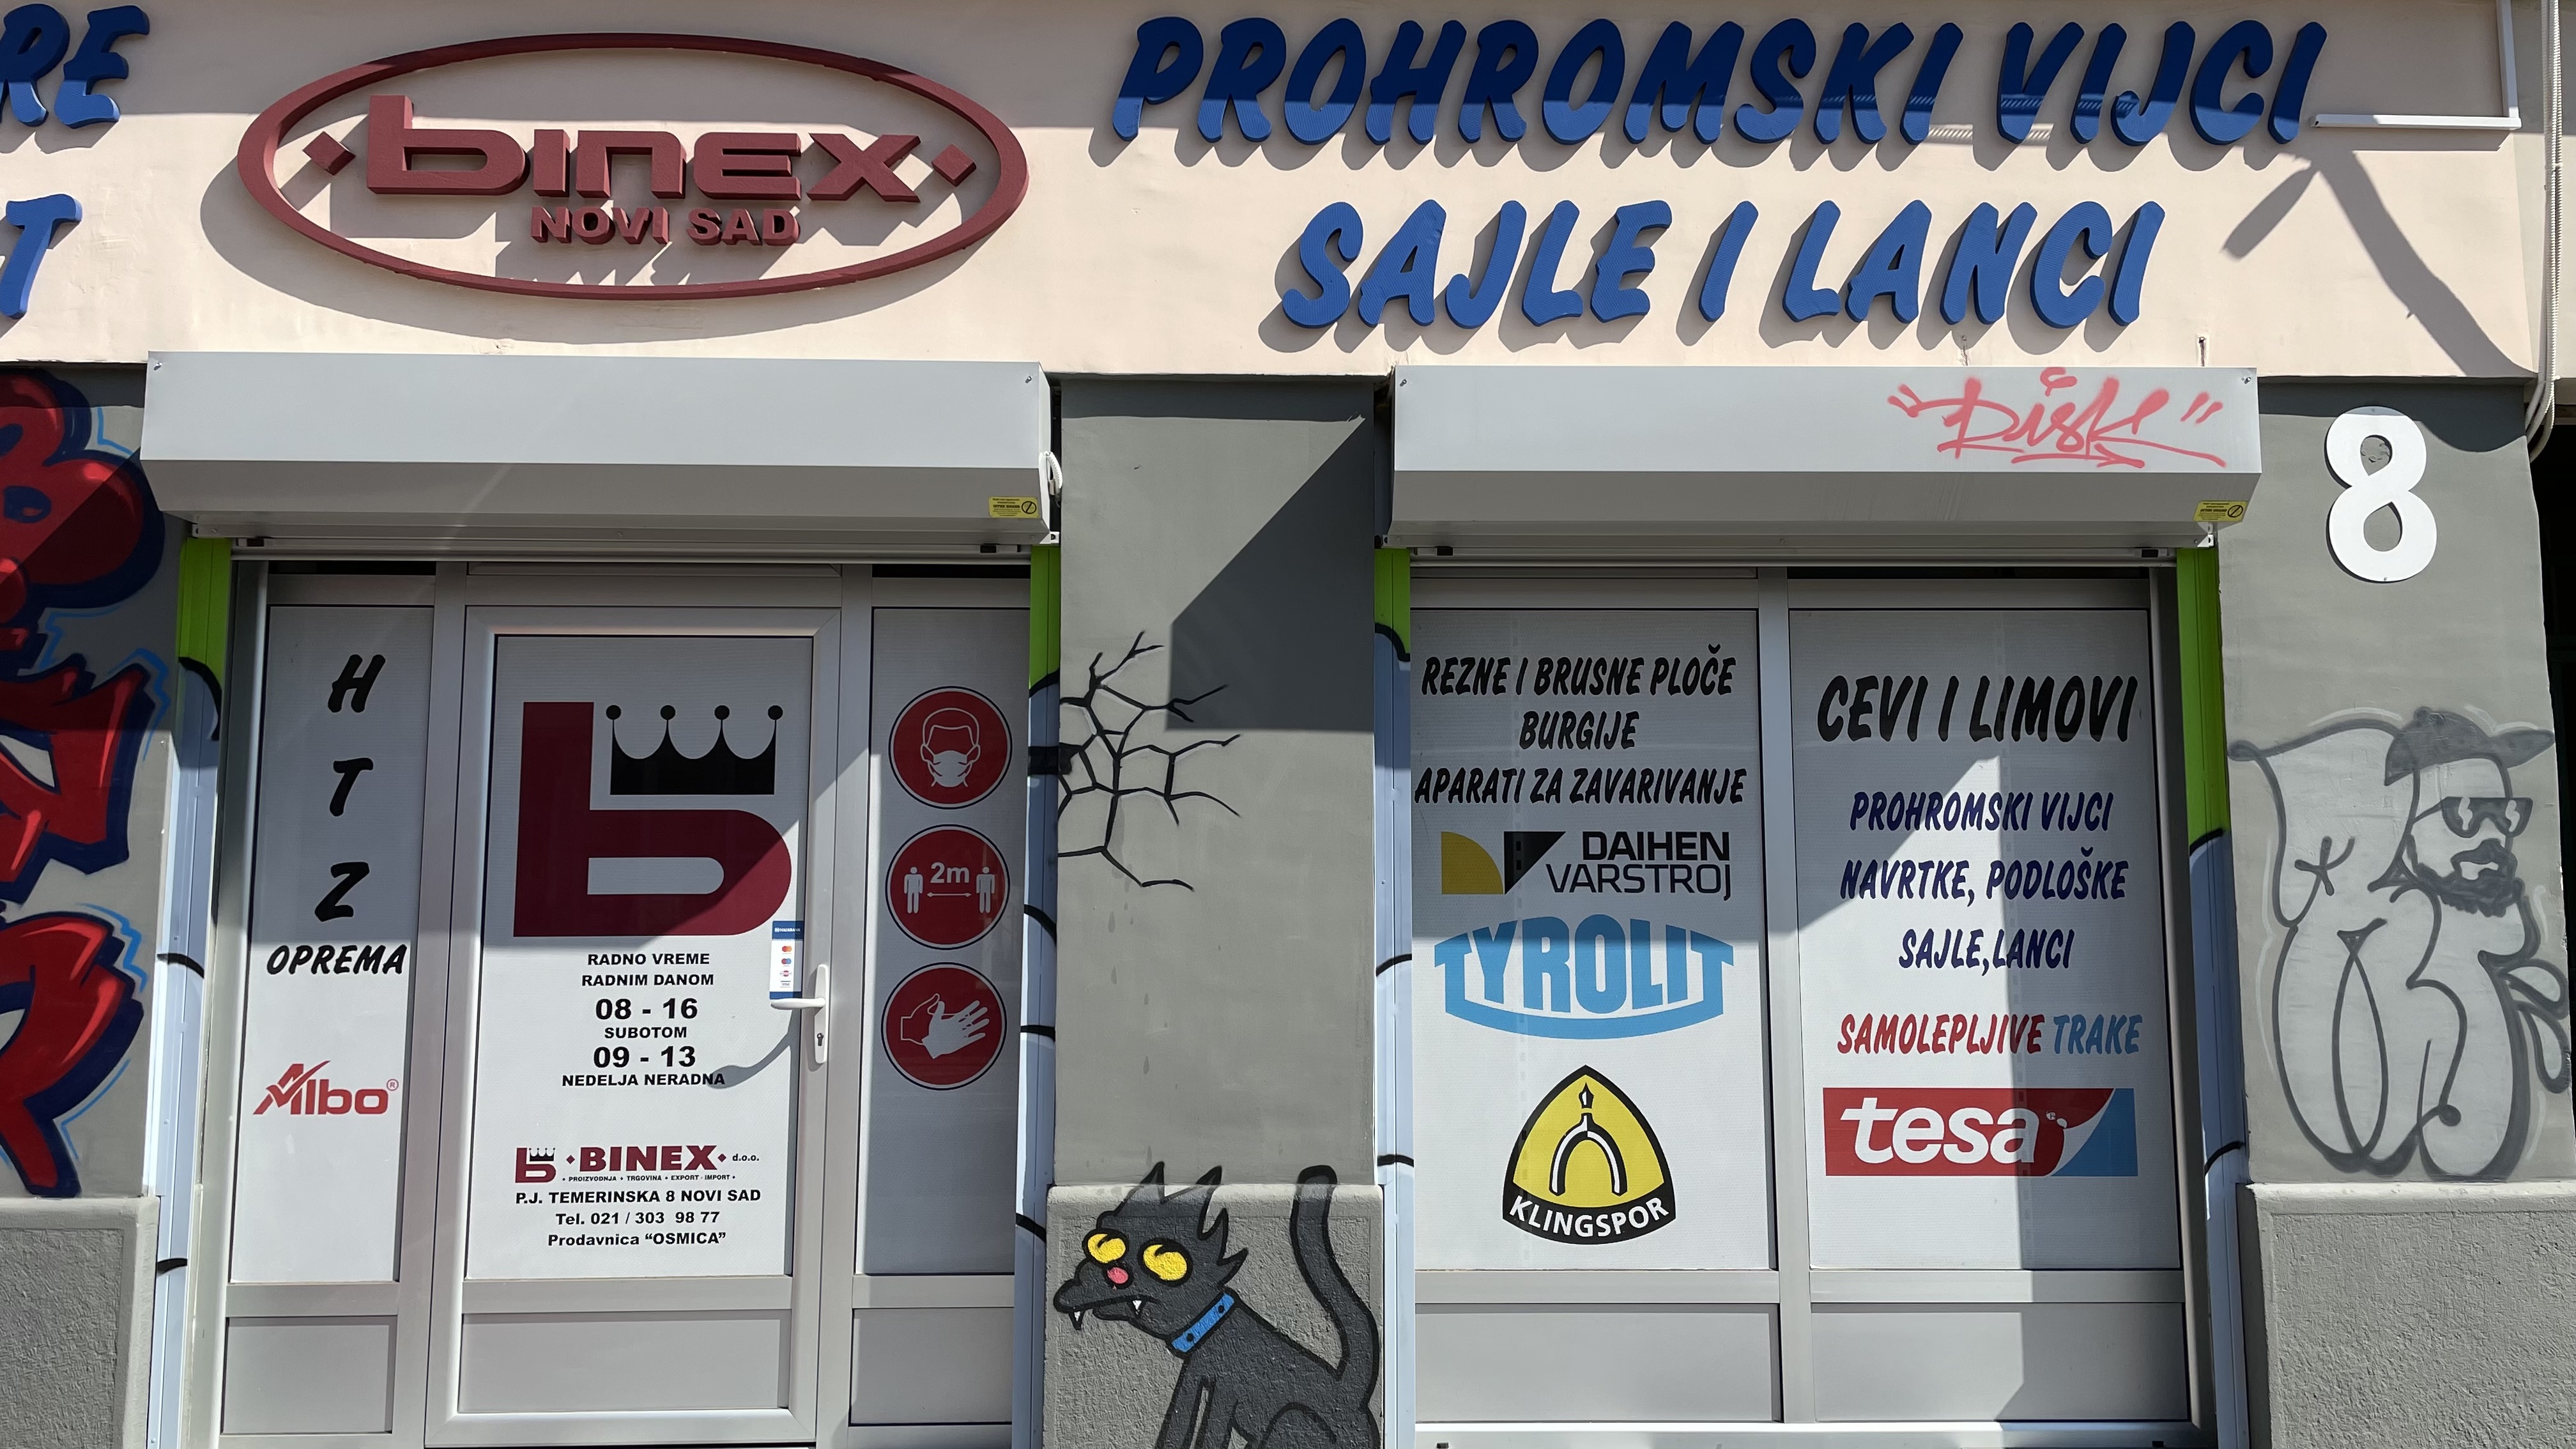 RE
T
binex
NOVI SAD
PROHROMSKI VIJCI
SAJLE I LANCI
"Disk"
8
H
T
Z
OPREMA
Albo®
b
RADNO VREME
RADNIM DANOM
08 - 16
SUBOTOM
09 - 13
NEDELJA NERADNA
b •BINEX• d.o.o.
• PROIZVODNJA • TRGOVINA • EXPORT - IMPORT •
P.J. TEMERINSKA 8 NOVI SAD
Tel. 021 / 303 98 77
Prodavnica “OSMICA”
2m
REZNE I BRUSNE PLOČE
BURGIJE
APARATI ZA ZAVARIVANJE
DAIHEN
VARSTROJ
TYROLIT
KLINGSPOR
CEVI I LIMOVI
PROHROMSKI VIJCI
NAVRTKE, PODLOŠKE
SAJLE,LANCI
SAMOLEPLJIVE TRAKE
tesa